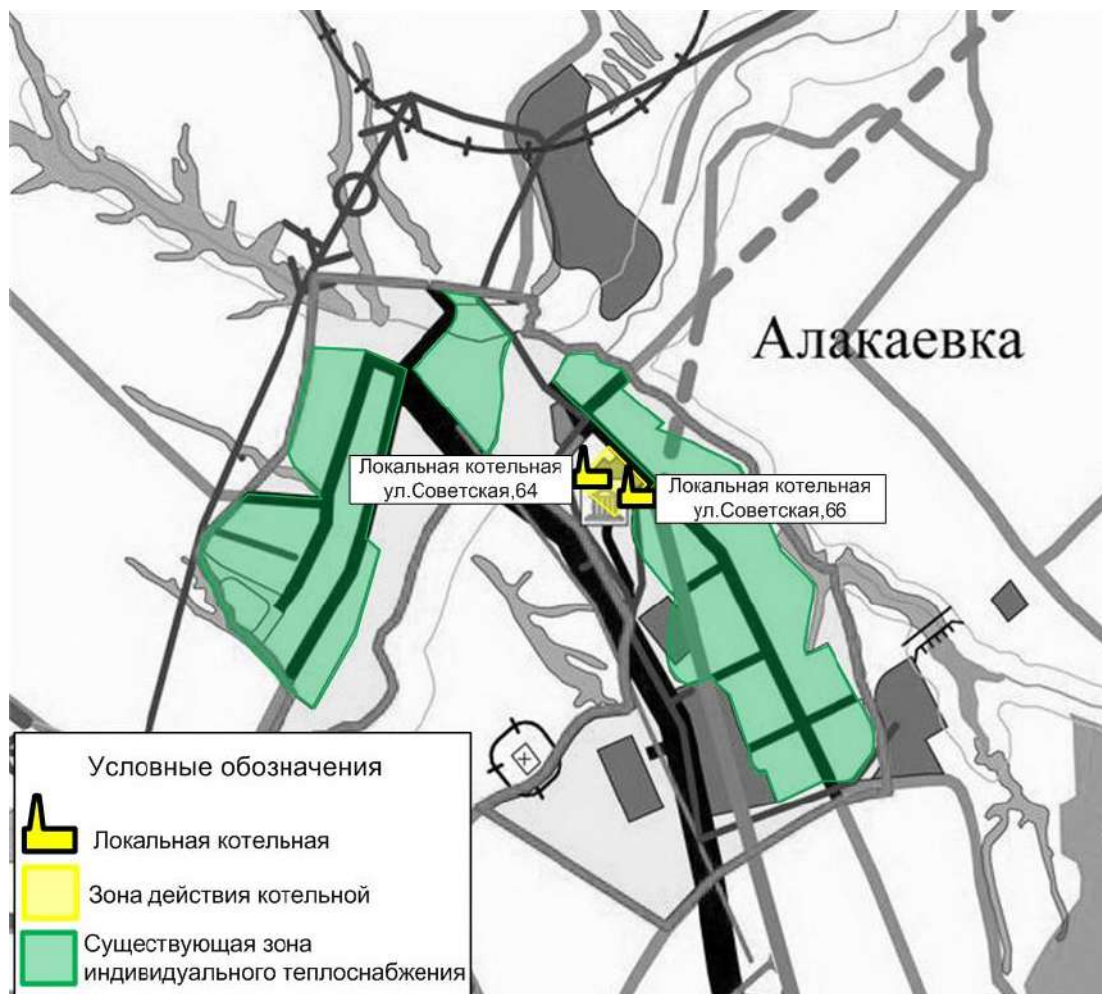 Алакаевка
Локальная котельная
ул.Советская,64
Локальная котельная
ул.Советская,66
Условные обозначения
Локальная котельная
Зона действия котельной
Существующая зона
индивидуального теплоснабжения